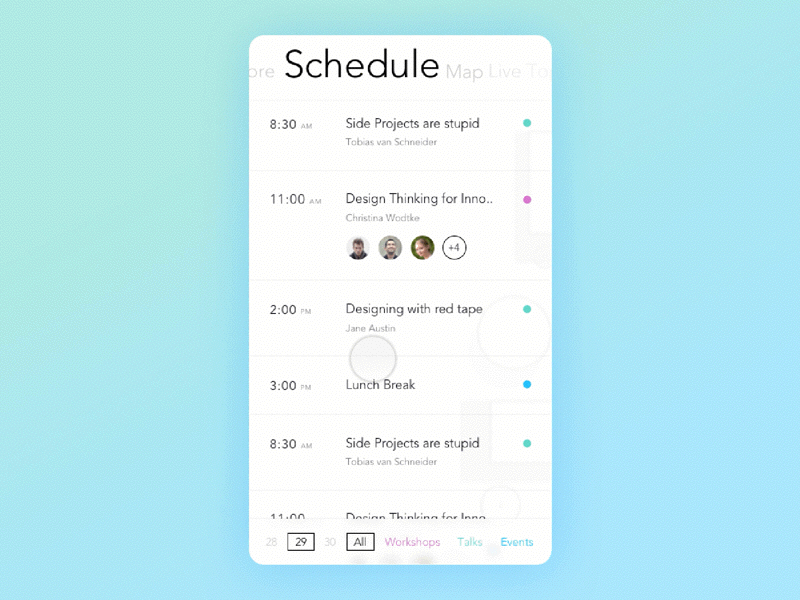 ore Schedule Map Live To
8:30 AM Side Projects are stupid
Tobias van Schneider
11:00 AM Design Thinking for Inno..
Christina Wodtke
+4
2:00 PM Designing with red tape
Jane Austin
3:00 PM Lunch Break
8:30 AM Side Projects are stupid
Tobias van Schneider
11:00 Design Thinking for Inno
28 29 30 All Workshops Talks Events